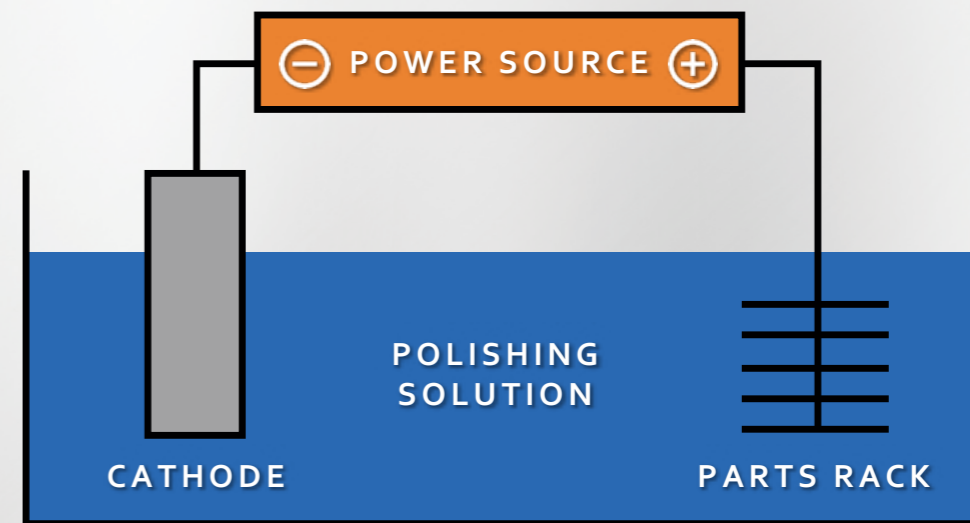 ⊖ POWER SOURCE ⊕
POLISHING
SOLUTION
CATHODE
PARTS RACK